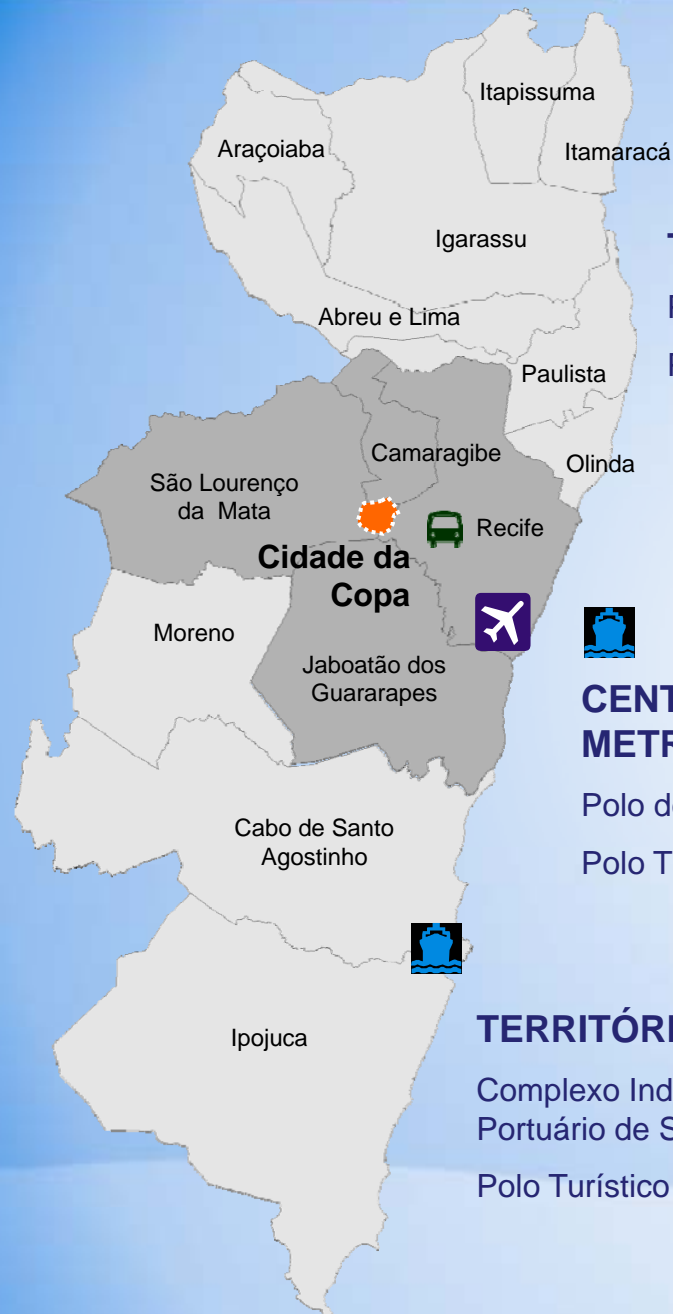 Itapissuma
Araçoiaba
Itamaracá
Igarassu
Abreu e Lima
Paulista
Camaragibe
Olinda
São Lourenço
da Mata
Recife
Cidade da
Copa
Moreno
Jaboatão dos
Guararapes
CENT
METR
Polo d
Polo T
Cabo de Santo
Agostinho
Ipojuca
TERRITÓRI
Complexo Ind
Portuário de S
Polo Turístico